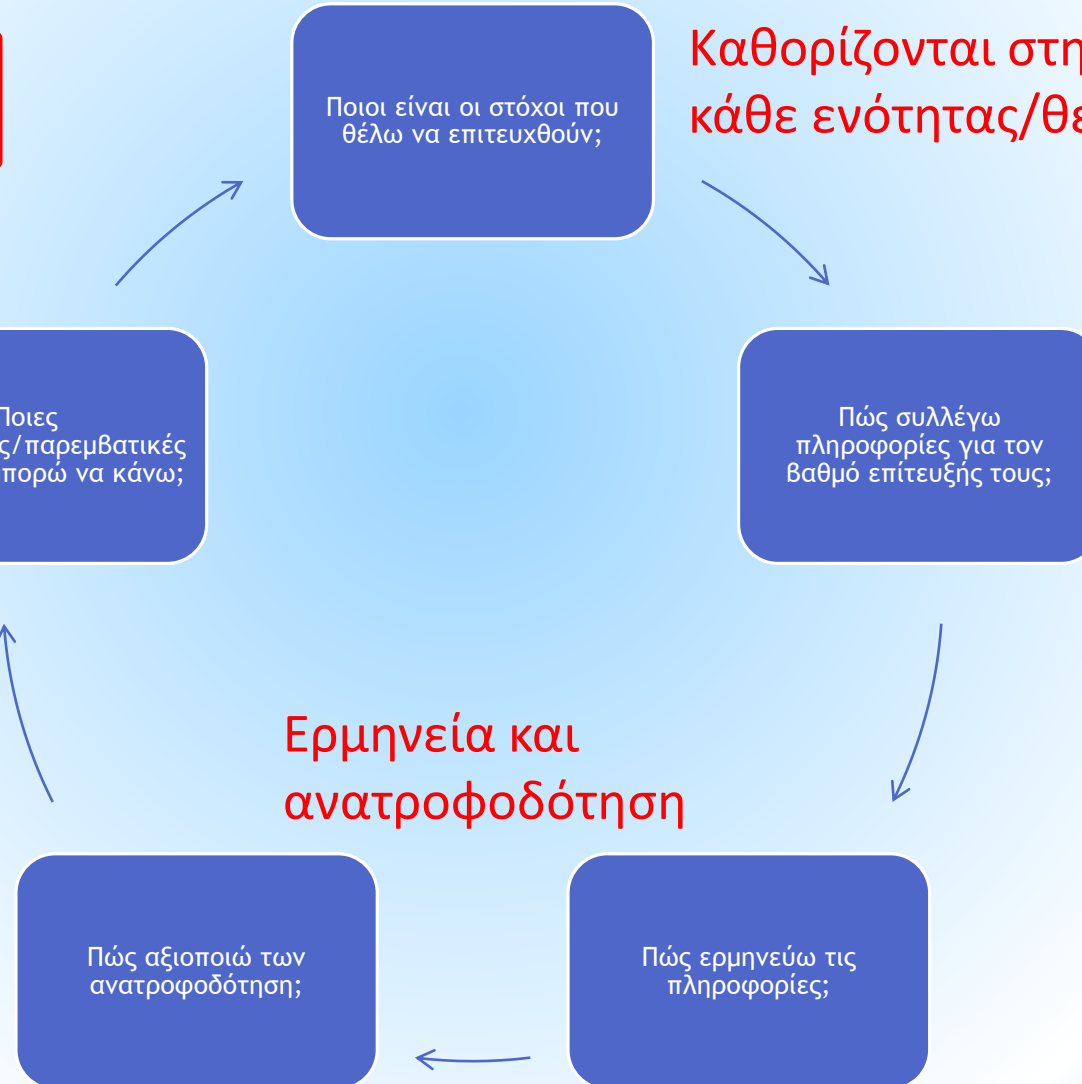 Καθορίζονται στη
κάθε ενότητας/θε
Ποιοι είναι οι στόχοι που
θέλω να επιτευχθούν;
Ποιες
ς/παρεμβατικές
πορώ να κάνω;
Πώς συλλέγω
πληροφορίες για τον
βαθμό επίτευξής τους;
Ερμηνεία και
ανατροφοδότηση
Πώς αξιοποιώ των
ανατροφοδότηση;
Πώς ερμηνεύω τις
πληροφορίες;